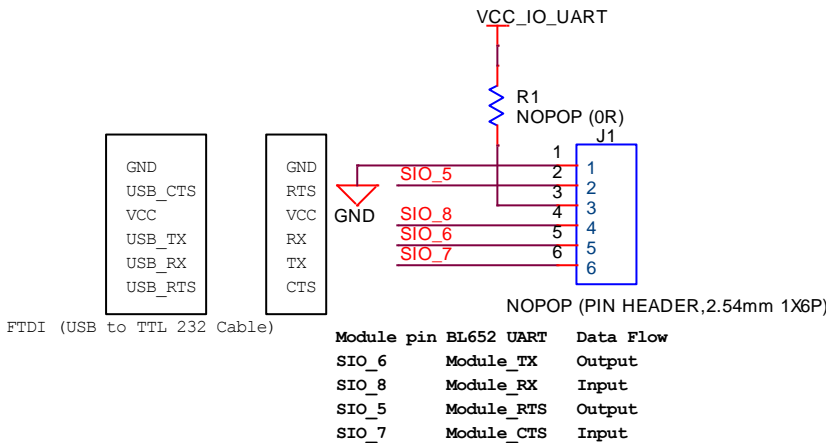 VCC_IO_UART
R1
NOPOP (0R)
J1
GND GND 1 1
USB_CTS RTS SIO_5 2 2
VCC VCC GND 3 3
USB_TX RX SIO_8 4 4
USB_RX TX SIO_6 5 5
USB_RTS CTS SIO_7 6 6
NOPOP (PIN HEADER,2.54mm 1X6P)
FTDI (USB to TTL 232 Cable)
Module pin BL652 UART Data Flow
SIO_6 Module_TX Output
SIO_8 Module_RX Input
SIO_5 Module_RTS Output
SIO_7 Module_CTS Input